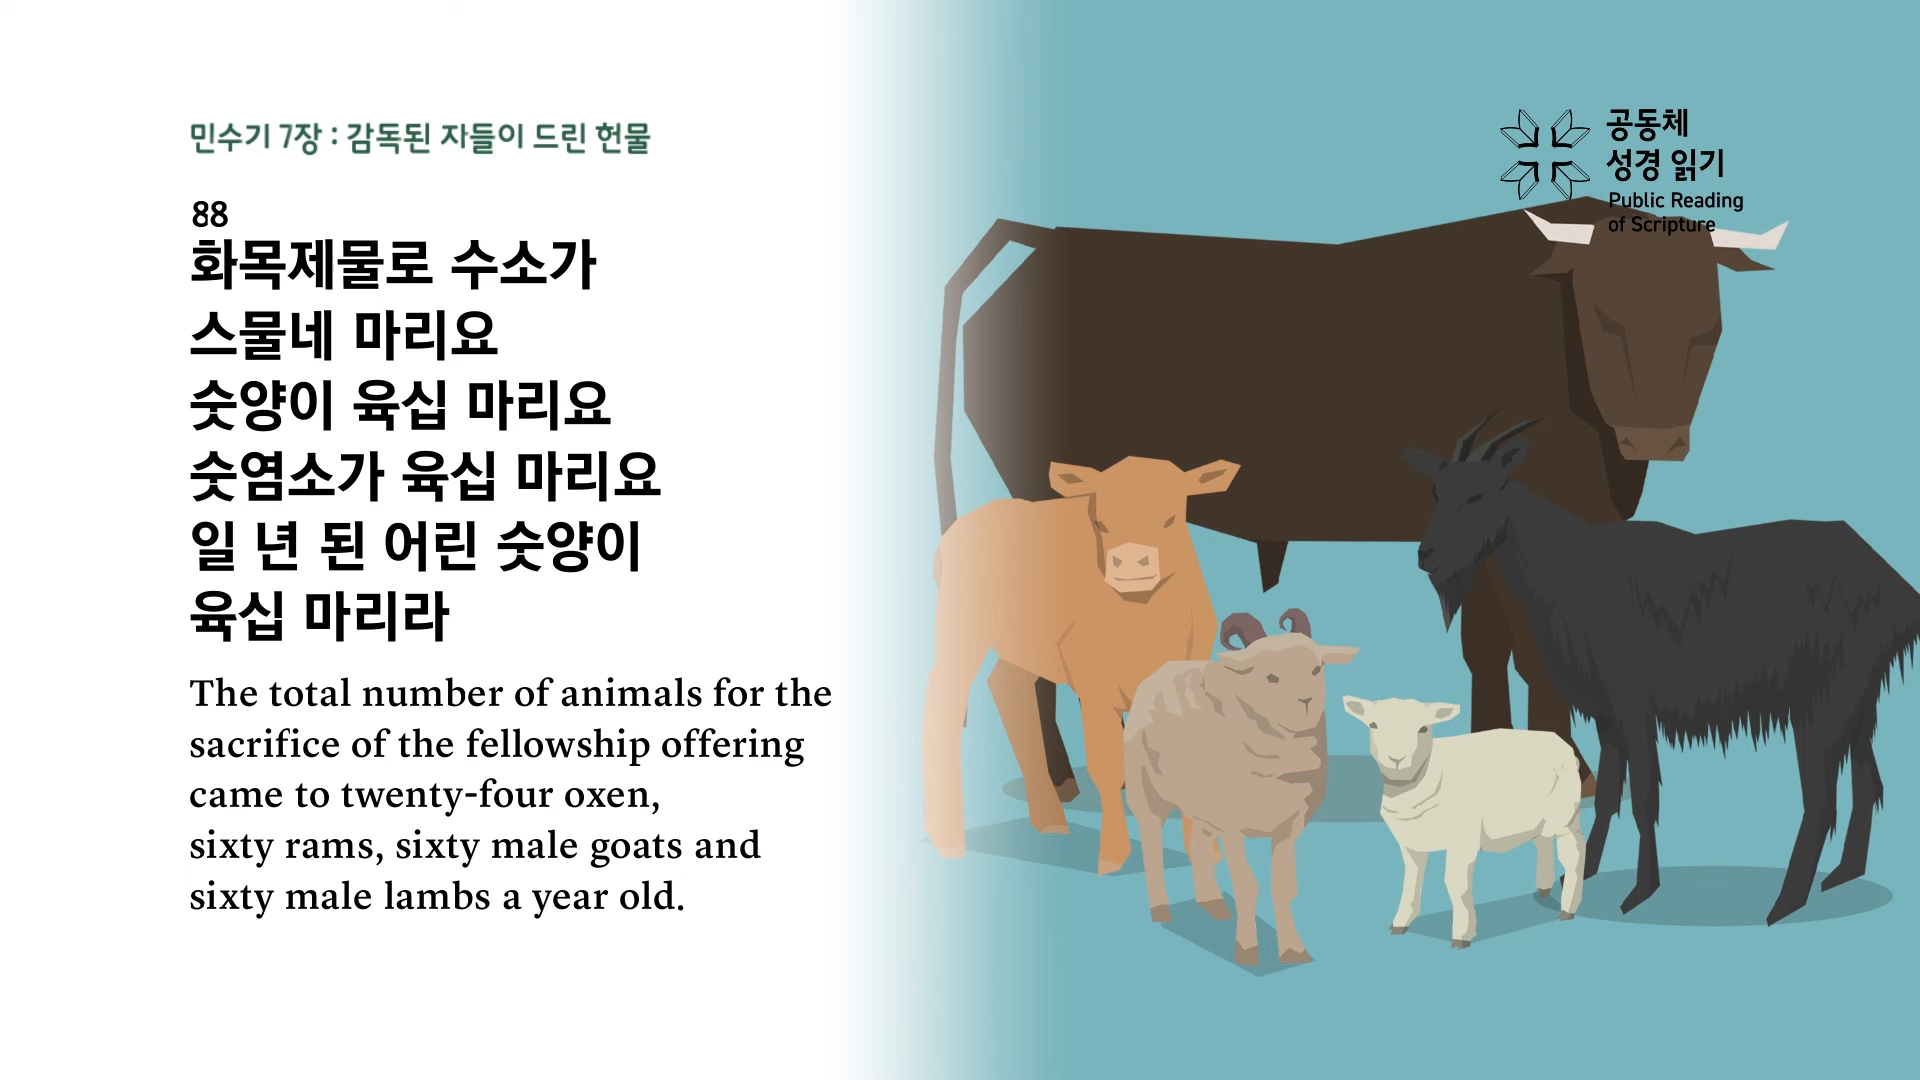 민수기 7장 : 감독된 자들이 드린 헌물
88
화목제물로 수소가
스물네 마리요
숫양이 육십 마리요
숫염소가 육십 마리요
일 년 된 어린 숫양이
육십 마리라
The total number of animals for the
sacrifice of the fellowship offering
came to twenty-four oxen,
sixty rams, sixty male goats and
sixty male lambs a year old.
공동체
성경 읽기
Public Reading
of Scripture